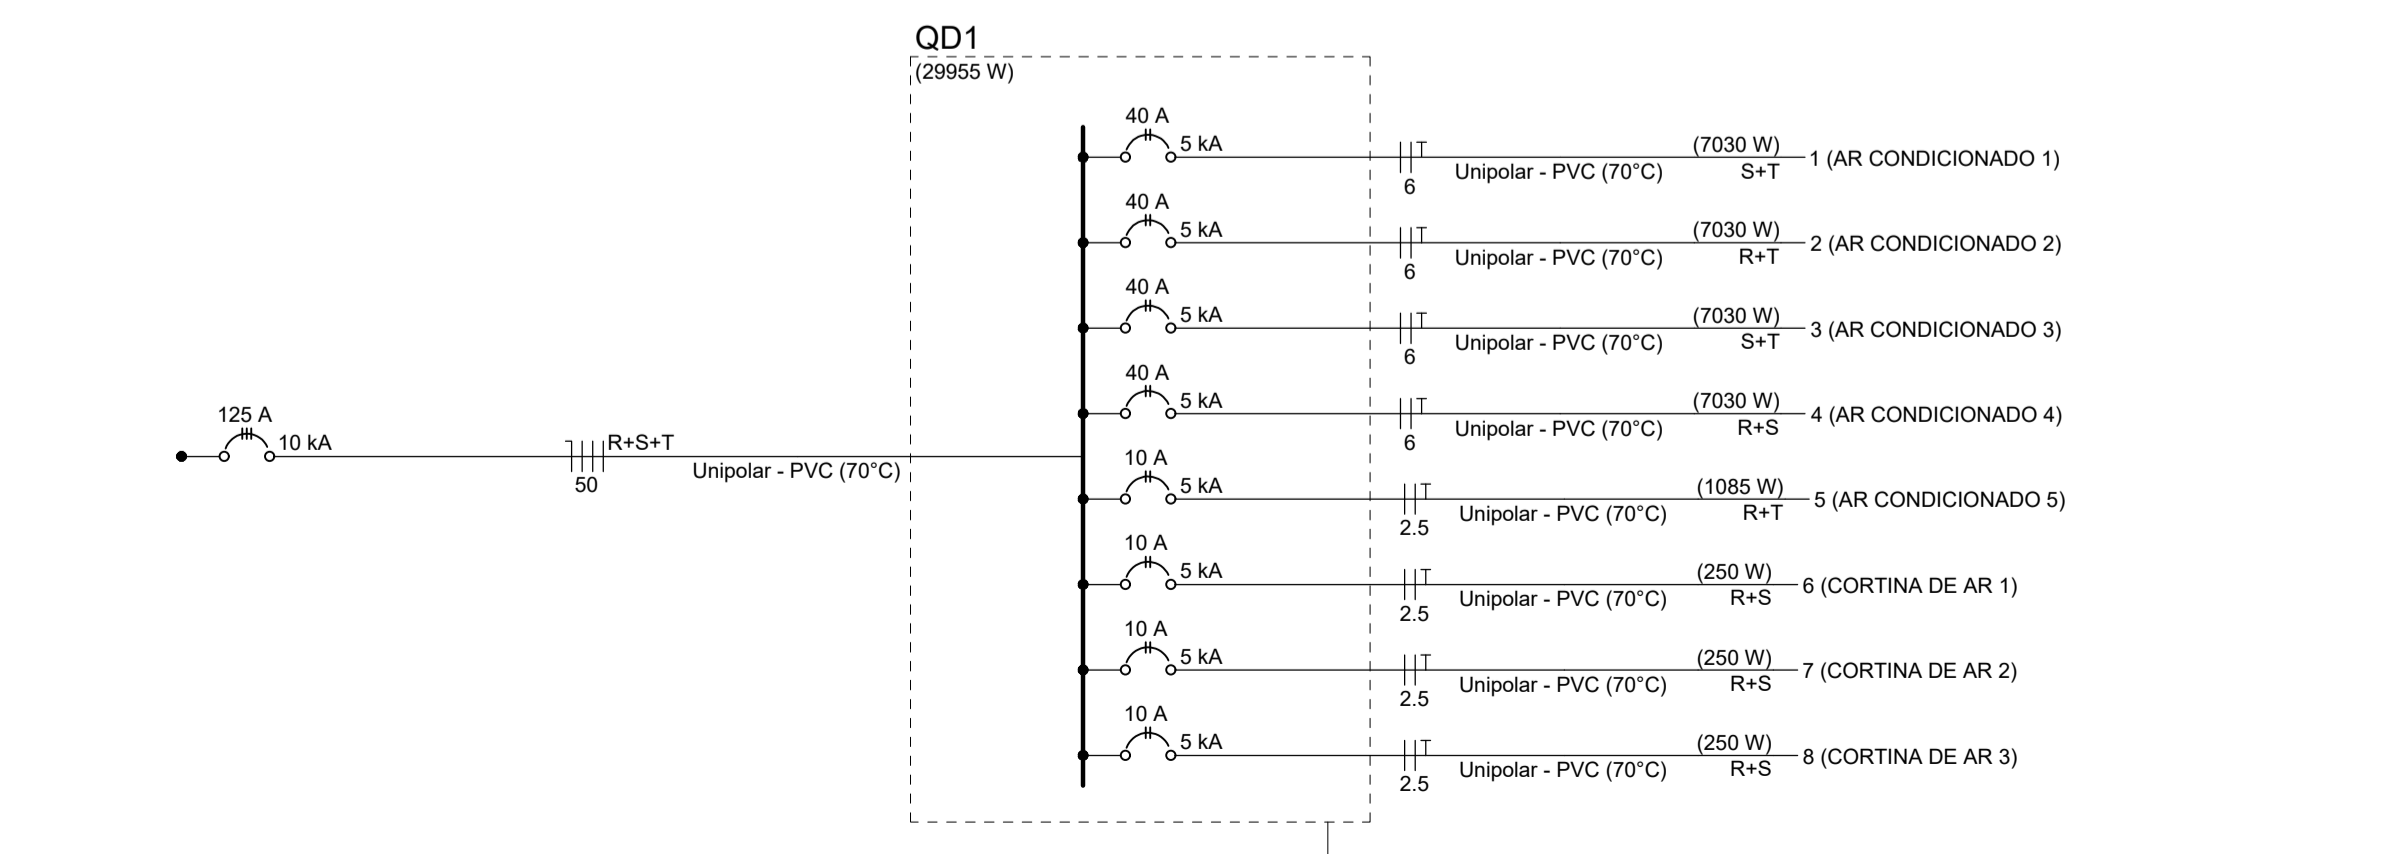 QD1
(29955 W)
40 A
5 kA
T
6
Unipolar - PVC (70°C)
(7030 W)
S+T
1 (AR CONDICIONADO 1)
40 A
5 kA
T
6
Unipolar - PVC (70°C)
(7030 W)
R+T
2 (AR CONDICIONADO 2)
40 A
5 kA
T
6
Unipolar - PVC (70°C)
(7030 W)
S+T
3 (AR CONDICIONADO 3)
40 A
5 kA
T
6
Unipolar - PVC (70°C)
(7030 W)
R+S
4 (AR CONDICIONADO 4)
125 A
10 kA
R+S+T
50
Unipolar - PVC (70°C)
10 A
5 kA
T
2.5
Unipolar - PVC (70°C)
(1085 W)
R+T
5 (AR CONDICIONADO 5)
10 A
5 kA
T
2.5
Unipolar - PVC (70°C)
(250 W)
R+S
6 (CORTINA DE AR 1)
10 A
5 kA
T
2.5
Unipolar - PVC (70°C)
(250 W)
R+S
7 (CORTINA DE AR 2)
10 A
5 kA
T
2.5
Unipolar - PVC (70°C)
(250 W)
R+S
8 (CORTINA DE AR 3)